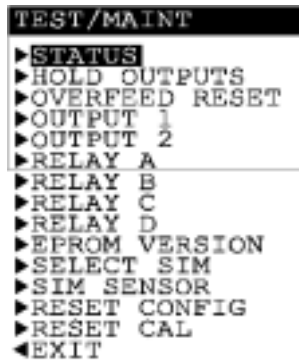 TEST/MAINT
▶STATUS
▶HOLD OUTPUTS
▶OVERFEED RESET
▶OUTPUT 1
▶OUTPUT 2
▶RELAY A
▶RELAY B
▶RELAY C
▶RELAY D
▶EPROM VERSION
▶SELECT SIM
▶SIM SENSOR
▶RESET CONFIG
▶RESET CAL
◀EXIT